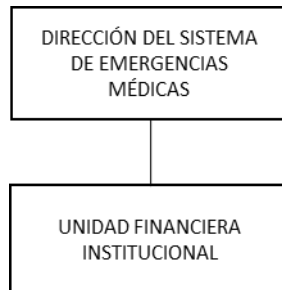 DIRECCIÓN DEL SISTEMA
DE EMERGENCIAS
MÉDICAS
UNIDAD FINANCIERA
INSTITUCIONAL